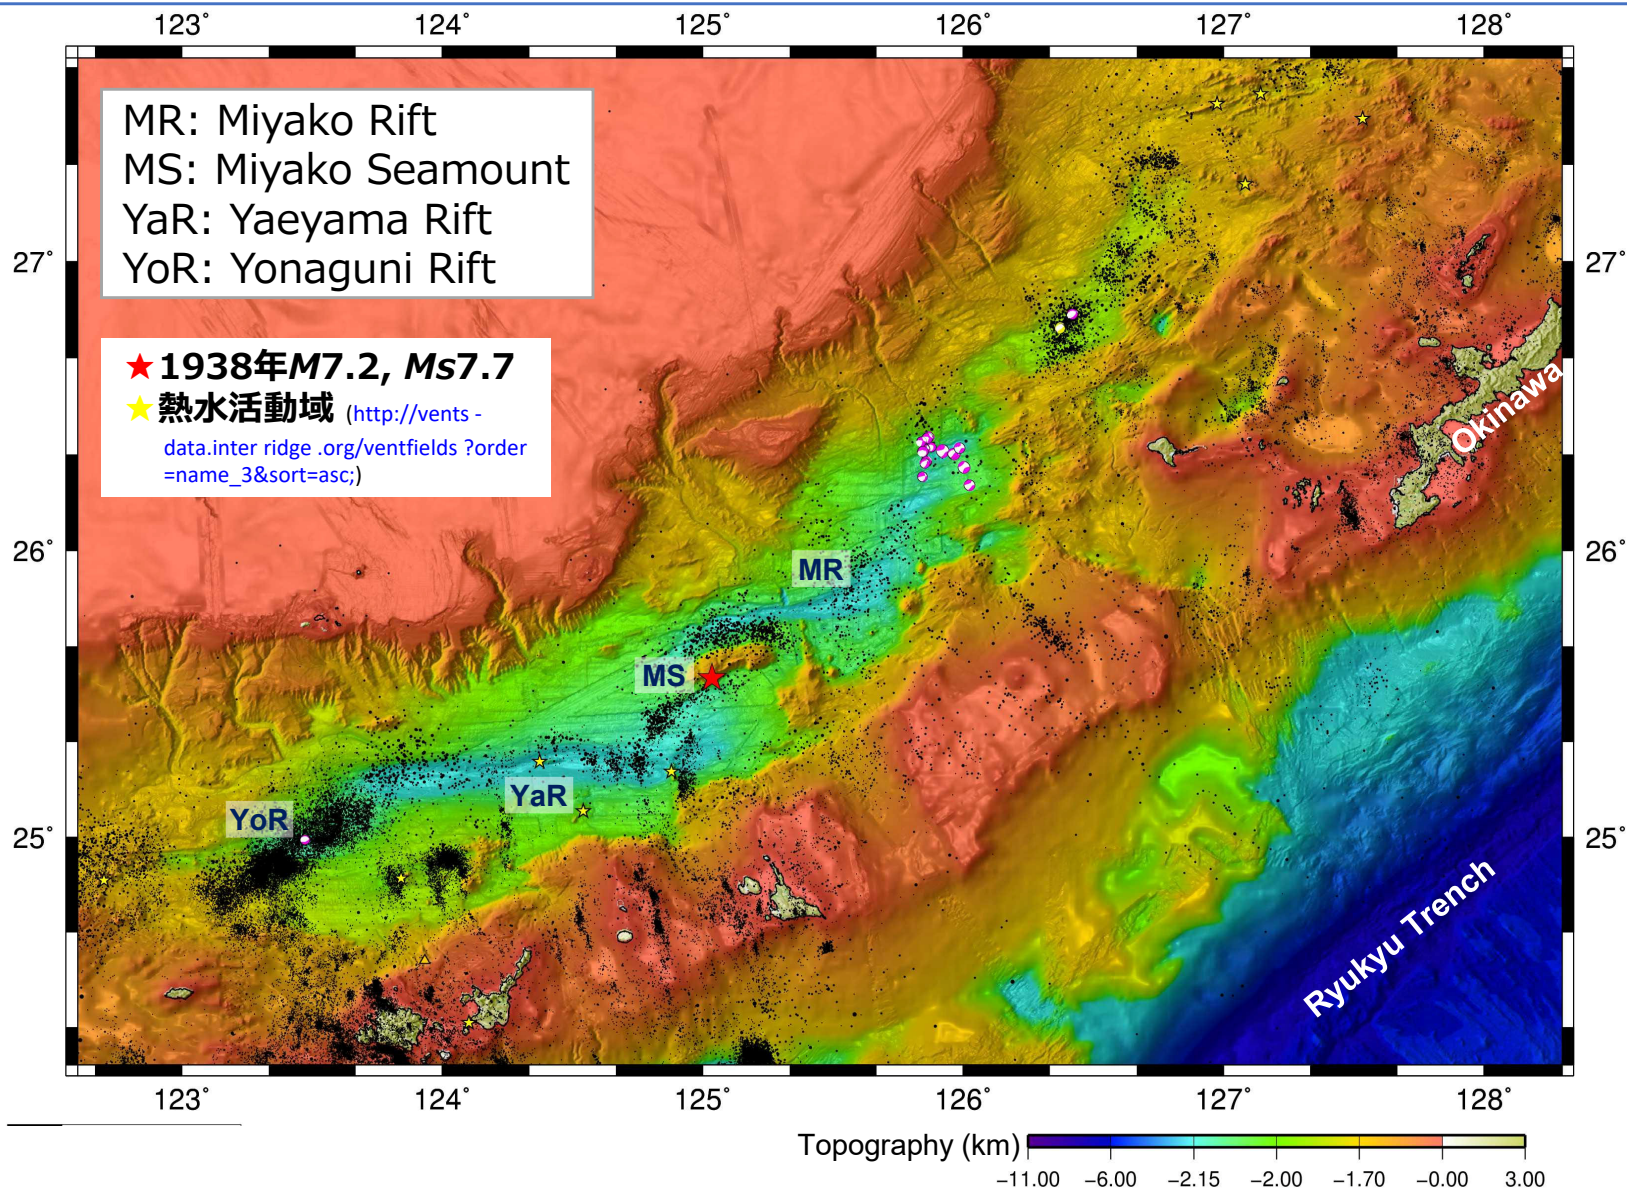 123° 124° 125° 126° 127° 128°
MR: Miyako Rift
MS: Miyako Seamount
YaR: Yaeyama Rift
YoR: Yonaguni Rift
27° 27°
★1938年M7.2, Ms7.7
★熱水活動域 (http://vents -
data.inter ridge .org/ventfields ?order
=name_3&sort=asc;)
Okinawa
26° 26°
MR
MS
YaR
YoR
25° 25°
Ryukyu Trench
123° 124° 125° 126° 127° 128°
Topography (km)
−11.00 −6.00 −2.15 −2.00 −1.70 −0.00 3.00